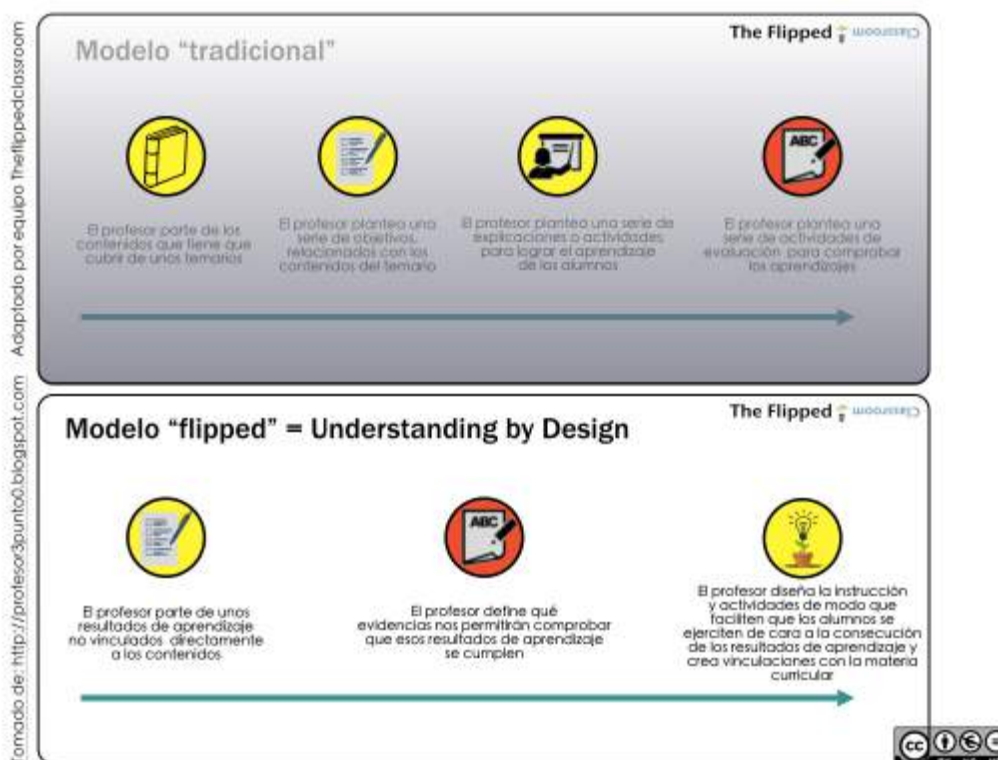 Modelo “tradicional”
The Flipped Classroom
El profesor parte de los
contenidos que tiene que
cubrir de unos temarios
El profesor plantea una
serie de objetivos,
relacionados con los
contenidos del temario
El profesor plantea una serie de
explicaciones o actividades
para lograr el aprendizaje
de los alumnos
ABC
El profesor plantea una
serie de actividades de
evaluación para comprobar
los aprendizajes
Modelo “flipped” = Understanding by Design
The Flipped Classroom
El profesor parte de unos
resultados de aprendizaje
no vinculados directamente
a los contenidos
ABC
El profesor define qué
evidencias nos permitirán comprobar
que esos resultados de aprendizaje
se cumplen
El profesor diseña la instrucción
y actividades de modo que
faciliten que los alumnos se
ejerciten de cara a la consecución
de los resultados de aprendizaje y
crea vinculaciones con la materia
curricular
Tomado de: http://profesor3punto0.blogspot.com Adaptado por equipo Theflippedclassroom
cc